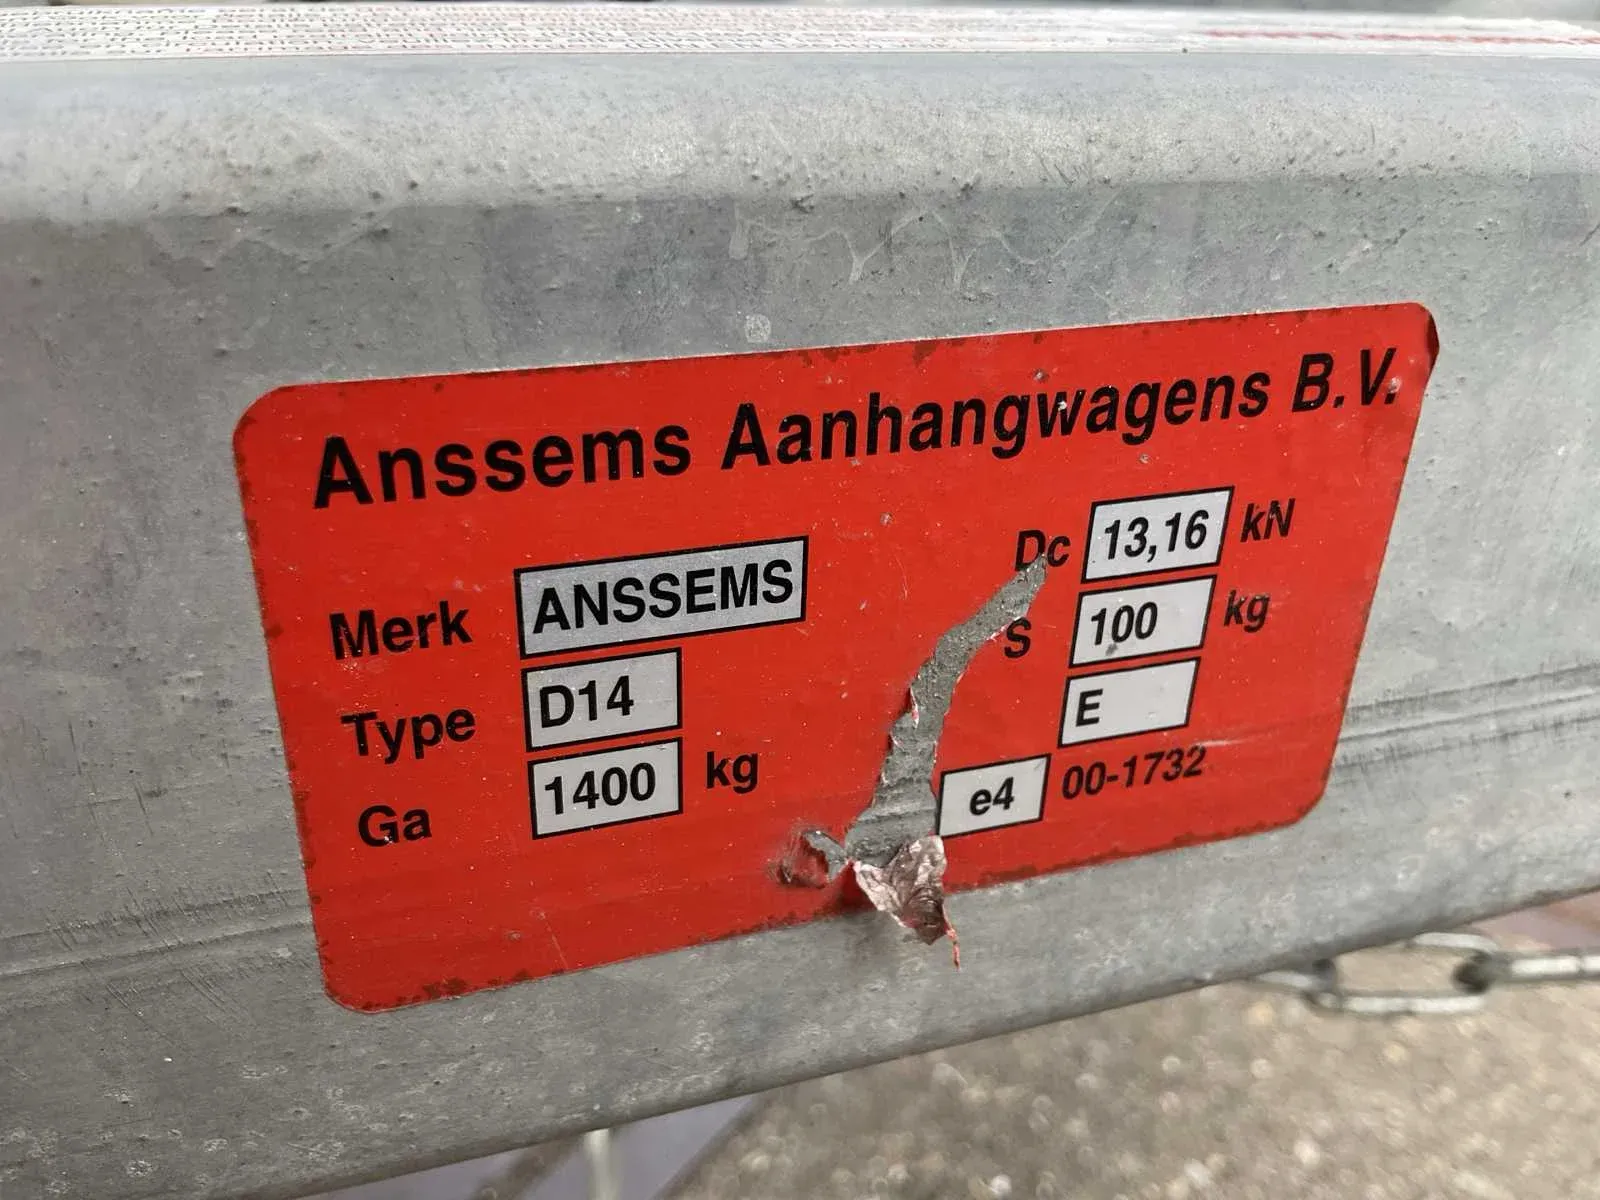 Anssems Aanhangwagens B.V.
Merk ANSSEMS
Type D14
Ga 1400 kg
Dc 13,16 kN
S 100 kg
E
e4 00-1732